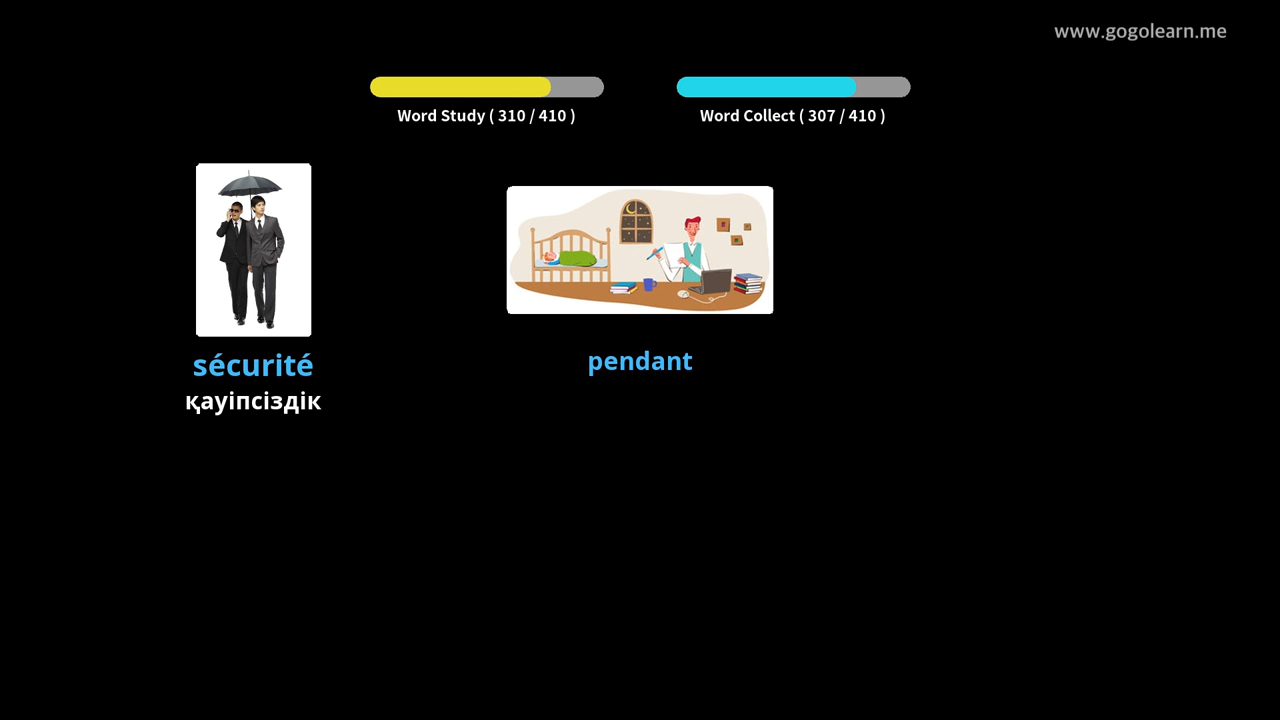 www.gogolearn.me
Word Study ( 310 / 410 )
Word Collect ( 307 / 410 )
sécurité
қауіпсіздік
pendant